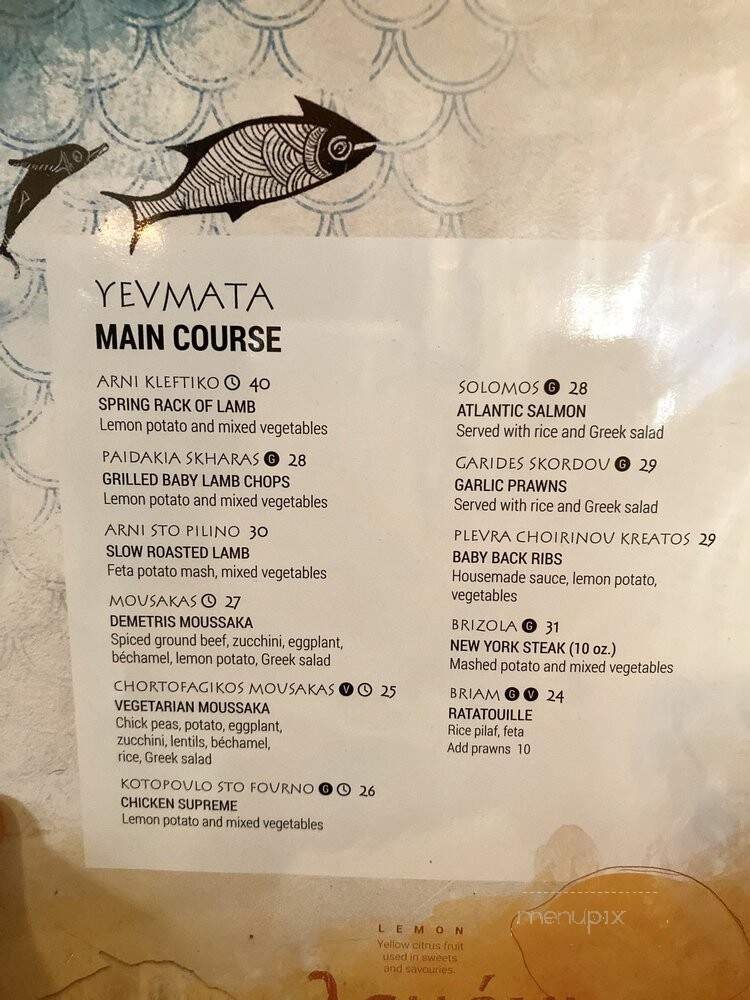 YEVMATA
MAIN COURSE
ARNI KLEFTIKO 40
SPRING RACK OF LAMB
Lemon potato and mixed vegetables
PAIDAKIA SKHARAS G 28
GRILLED BABY LAMB CHOPS
Lemon potato and mixed vegetables
ARNI STO PILINO 30
SLOW ROASTED LAMB
Feta potato mash, mixed vegetables
MOUSAKAS 27
DEMETRIS MOUSSAKA
Spiced ground beef, zucchini, eggplant,
béchamel, lemon potato, Greek salad
CHORTOFAGIKOS MOUSAKAS V 25
VEGETARIAN MOUSSAKA
Chick peas, potato, eggplant,
zucchini, lentils, béchamel,
rice, Greek salad
KOTOPOULO STO FOURNO G 26
CHICKEN SUPREME
Lemon potato and mixed vegetables
SOLOMOS G 28
ATLANTIC SALMON
Served with rice and Greek salad
GARIDES SKORDOU G 29
GARLIC PRAWNS
Served with rice and Greek salad
PLEVRA CHOIRINOU KREATOS 29
BABY BACK RIBS
Housemade sauce, lemon potato,
vegetables
BRIZOLA G 31
NEW YORK STEAK (10 oz.)
Mashed potato and mixed vegetables
BRIAM G V 24
RATATOUILLE
Rice pilaf, feta
Add prawns 10
menupix
LEMON
Yellow citrus fruit
used in sweets
and savouries.